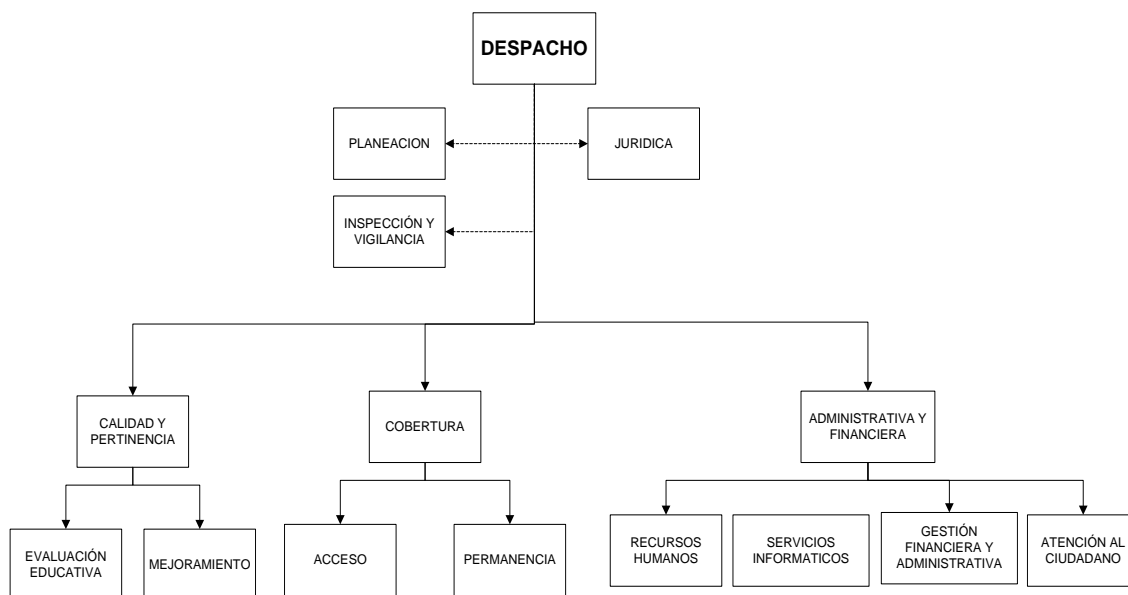 DESPACHO
PLANEACION
JURIDICA
INSPECCIÓN Y
VIGILANCIA
CALIDAD Y
PERTINENCIA
COBERTURA
ADMINISTRATIVA Y
FINANCIERA
EVALUACIÓN
EDUCATIVA
MEJORAMIENTO
ACCESO
PERMANENCIA
RECURSOS
HUMANOS
SERVICIOS
INFORMATICOS
GESTIÓN
FINANCIERA Y
ADMINISTRATIVA
ATENCIÓN AL
CIUDADANO